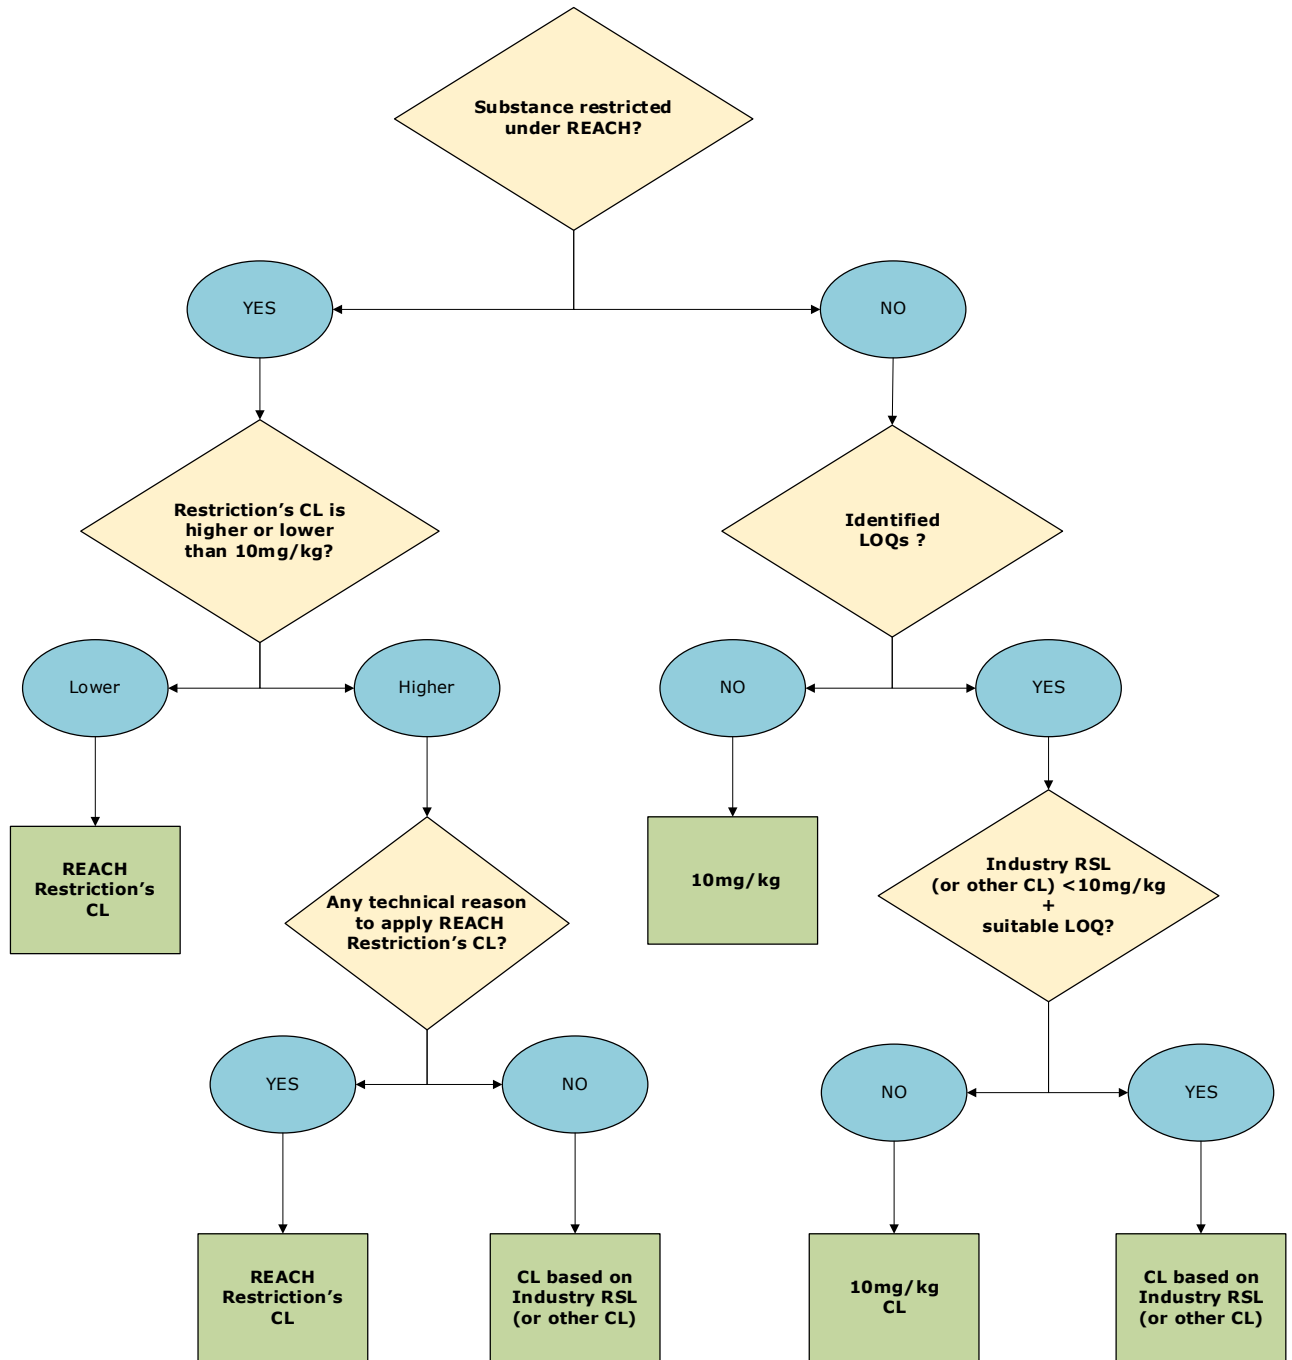 Substance restricted
under REACH?
YES
NO
Restriction's CL is
higher or lower
than 10mg/kg?
Identified
LOQs ?
Lower
Higher
NO
YES
REACH
Restriction's
CL
Any technical reason
to apply REACH
Restriction's CL?
10mg/kg
Industry RSL
(or other CL) <10mg/kg
+
suitable LOQ?
YES
NO
NO
YES
REACH
Restriction's
CL
CL based on
Industry RSL
(or other CL)
10mg/kg
CL
CL based on
Industry RSL
(or other CL)